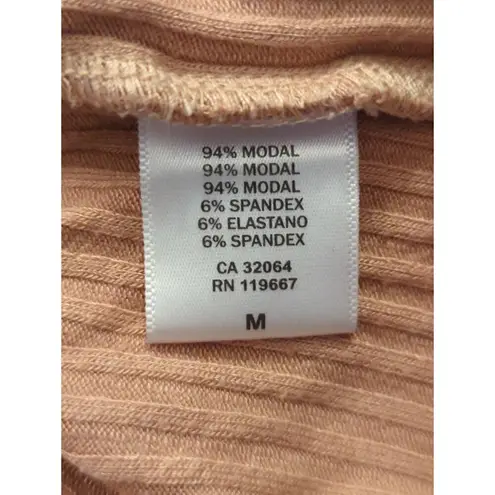 94% MODAL
94% MODAL
94% MODAL
6% SPANDEX
6% ELASTANO
6% SPANDEX
CA 32064
RN 119667
M